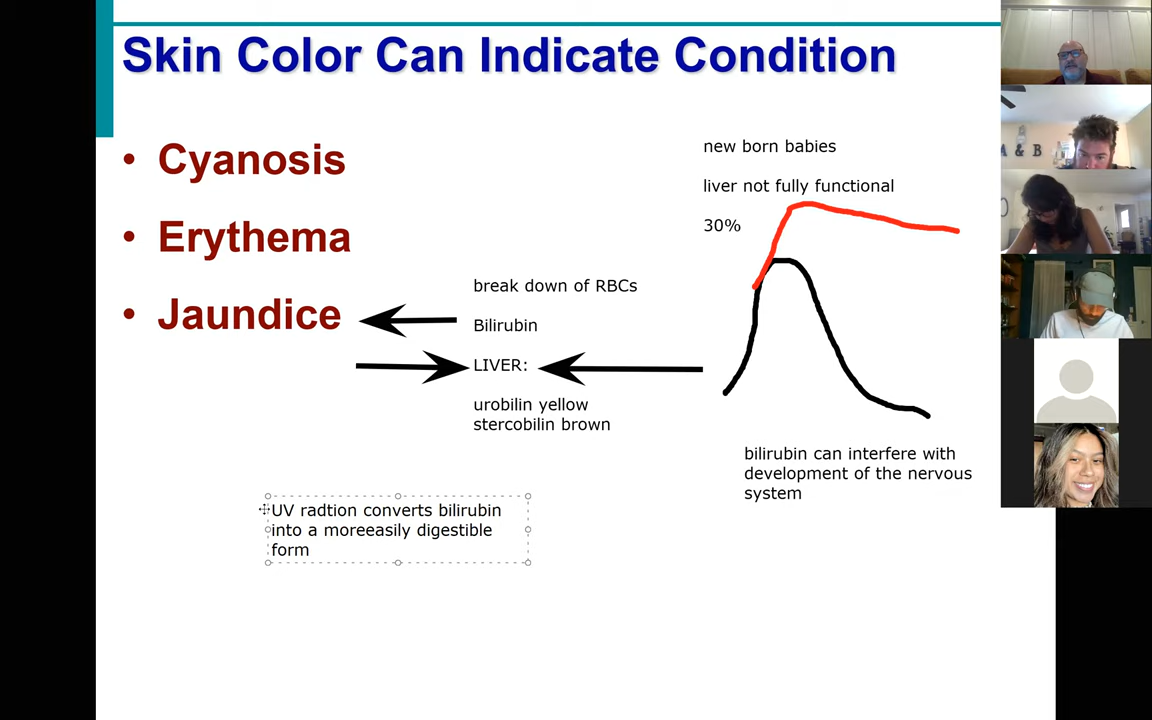 Skin Color Can Indicate Condition
• Cyanosis
• Erythema
• Jaundice
break down of RBCs
Bilirubin
LIVER:
urobilin yellow
stercobilin brown
new born babies
liver not fully functional
30%
bilirubin can interfere with
development of the nervous
system
UV radtion converts bilirubin
into a moreeasily digestible
form
A & B